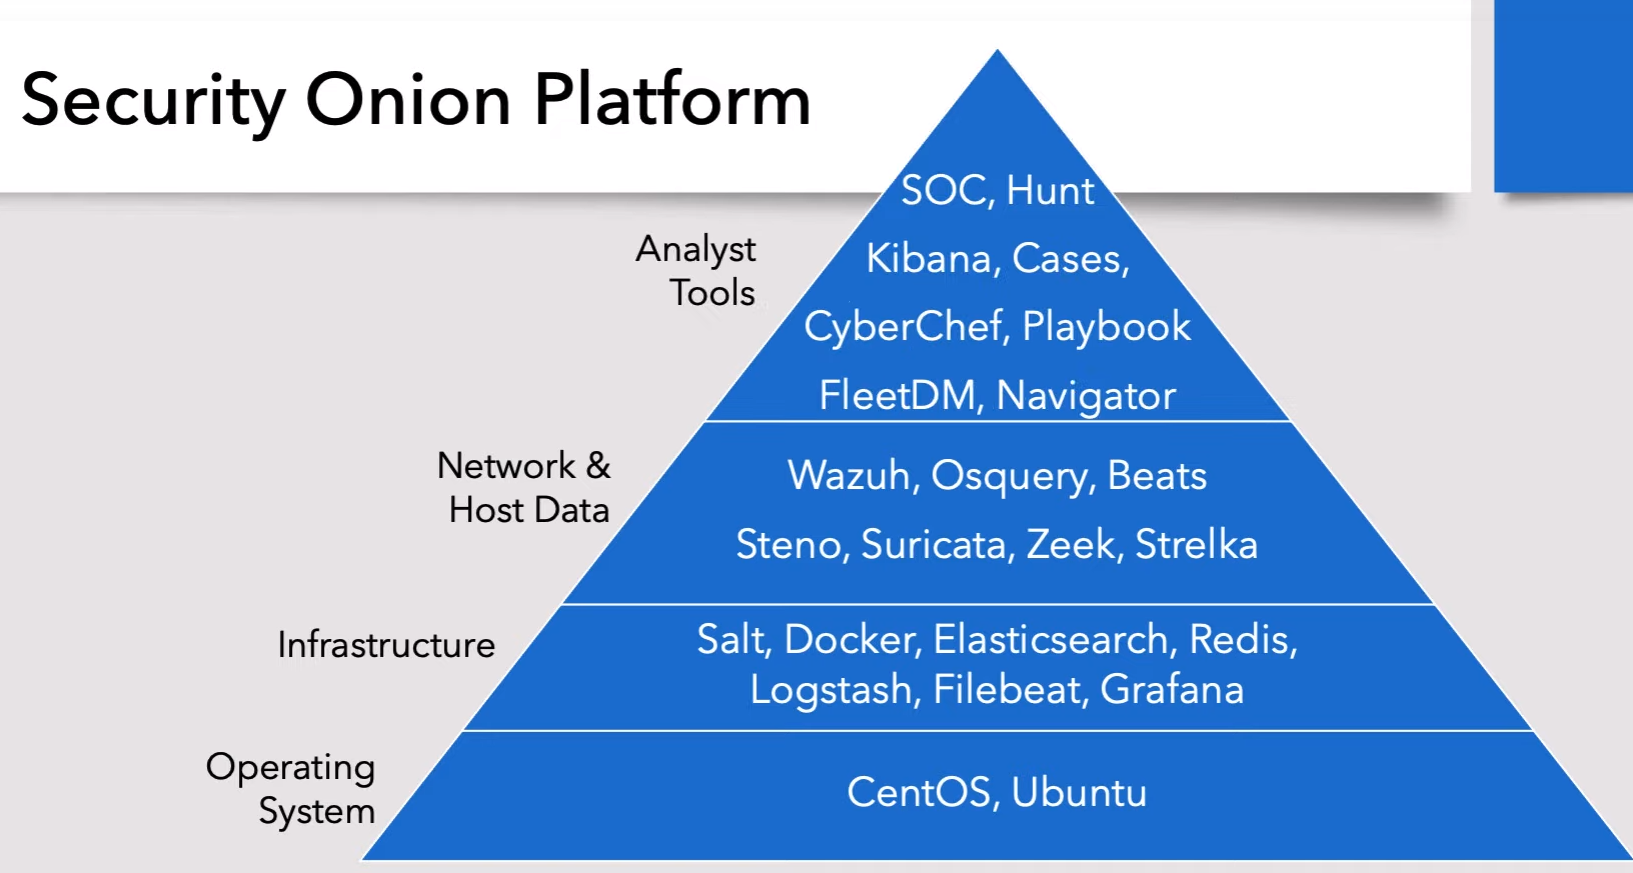 Security Onion Platform
SOC, Hunt
Analyst
Tools
Kibana, Cases,
CyberChef, Playbook
FleetDM, Navigator
Network &
Host Data
Wazuh, Osquery, Beats
Steno, Suricata, Zeek, Strelka
Infrastructure
Salt, Docker, Elasticsearch, Redis,
Logstash, Filebeat, Grafana
Operating
System
CentOS, Ubuntu